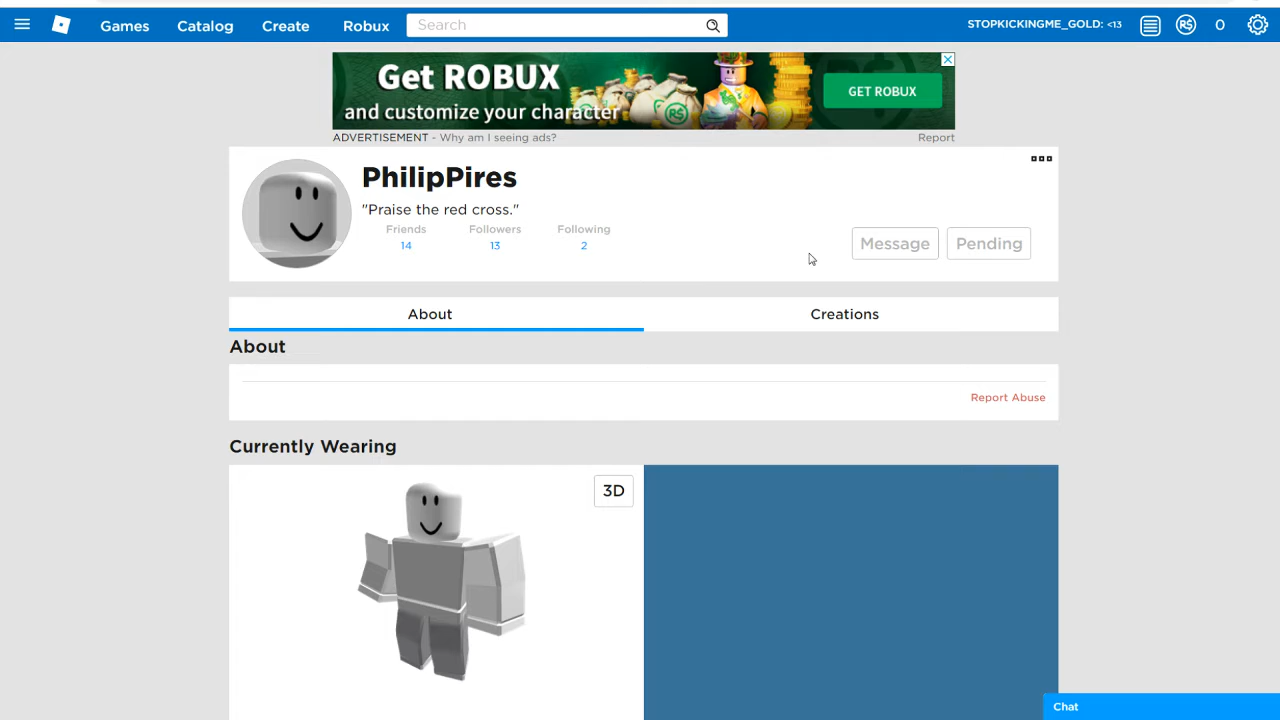 Games Catalog Create Robux Search STOPKICKINGME_GOLD: <13 R$ 0
Get ROBUX
and customize your character
GET ROBUX
ADVERTISEMENT - Why am I seeing ads? Report
PhilipPires
"Praise the red cross."
Friends Followers Following
14 13 2
Message Pending
About Creations
About
Report Abuse
Currently Wearing
3D
Chat